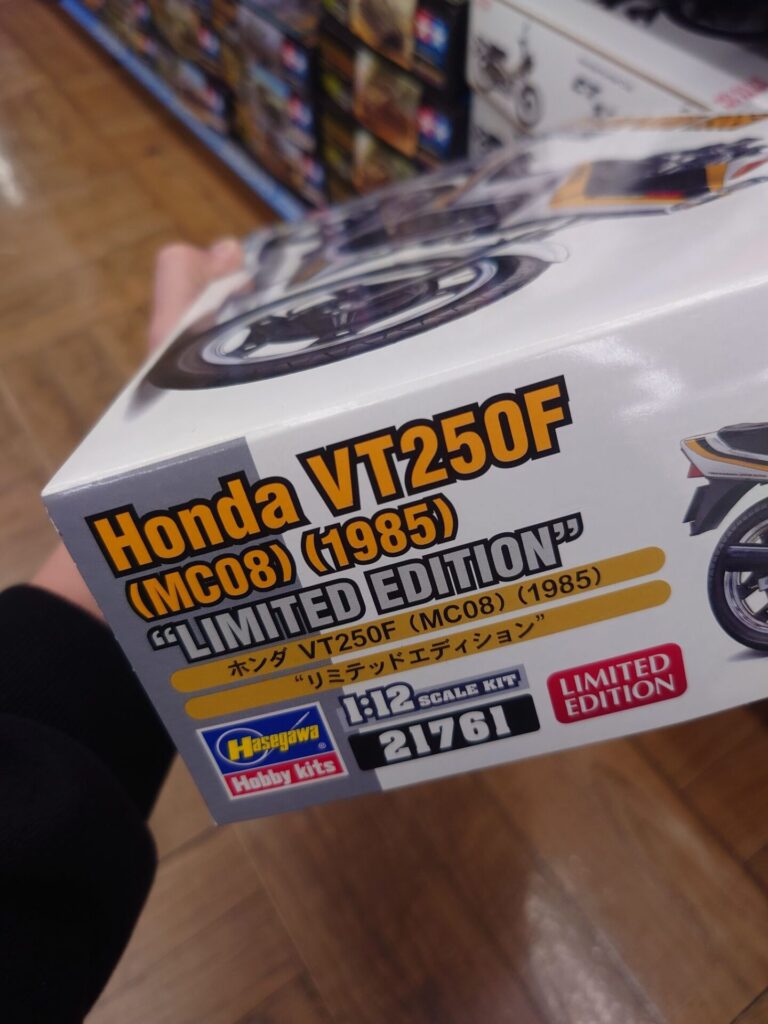 Honda VT250F
(MC08) (1985)
“LIMITED EDITION”
ホンダ VT250F (MC08) (1985)
“リミテッドエディション”
1:12 SCALE KIT
21761
LIMITED
EDITION
Hasegawa®
Hobby kits